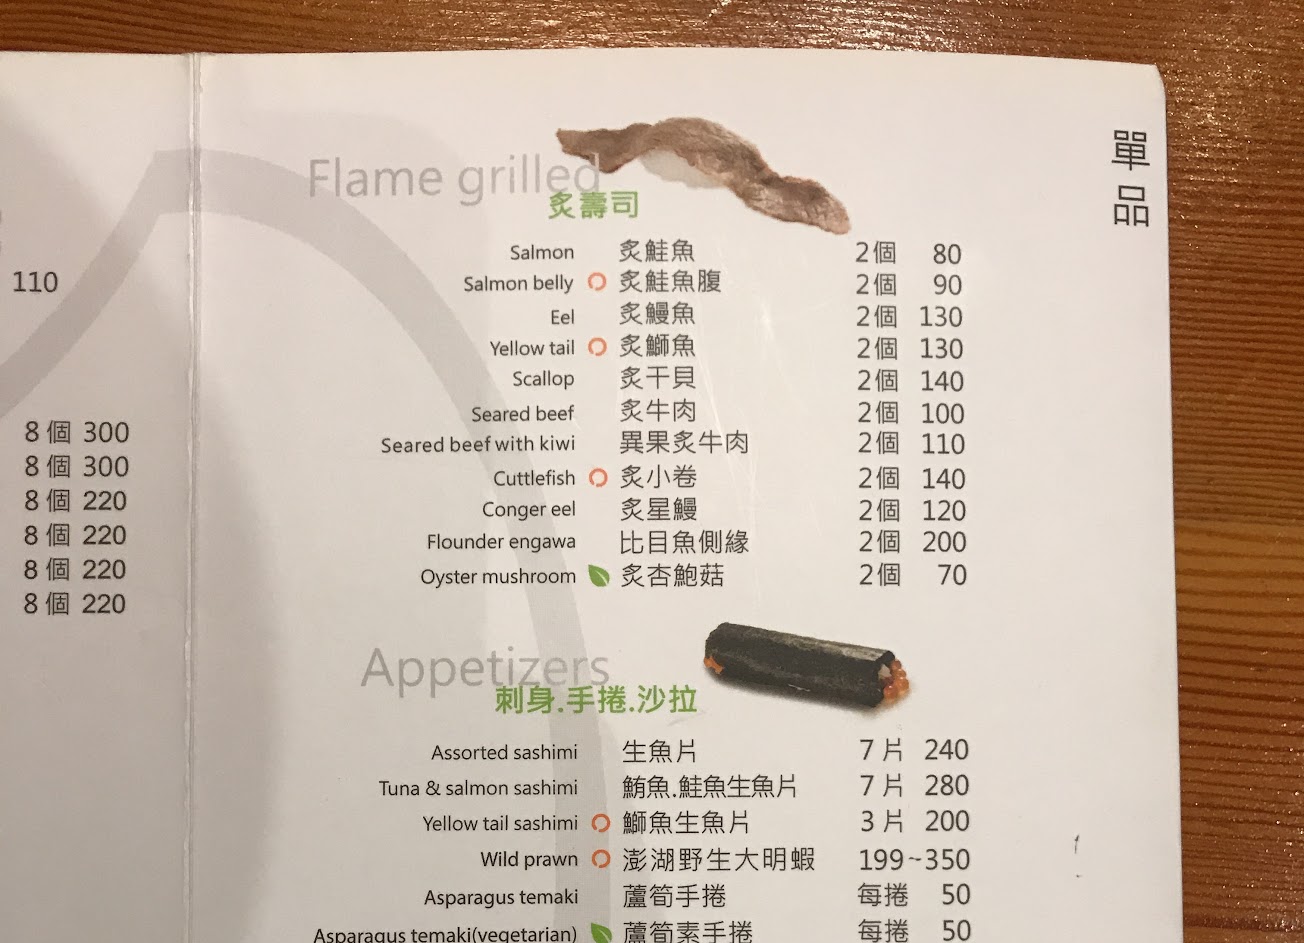 110
8 個 300
8 個 300
8 個 220
8 個 220
8 個 220
8 個 220
單品
Flame grilled
炙壽司
Salmon 炙鮭魚 2個 80
Salmon belly 炙鮭魚腹 2個 90
Eel 炙鰻魚 2個 130
Yellow tail 炙鰤魚 2個 130
Scallop 炙干貝 2個 140
Seared beef 炙牛肉 2個 100
Seared beef with kiwi 異果炙牛肉 2個 110
Cuttlefish 炙小卷 2個 140
Conger eel 炙星鰻 2個 120
Flounder engawa 比目魚側緣 2個 200
Oyster mushroom 炙杏鮑菇 2個 70
Appetizers
刺身.手捲.沙拉
Assorted sashimi 生魚片 7 片 240
Tuna & salmon sashimi 鮪魚.鮭魚生魚片 7 片 280
Yellow tail sashimi 鰤魚生魚片 3 片 200
Wild prawn 澎湖野生大明蝦 199~350
Asparagus temaki 蘆筍手捲 每捲 50
Asparagus temaki(vegetarian) 蘆筍素手捲 每捲 50